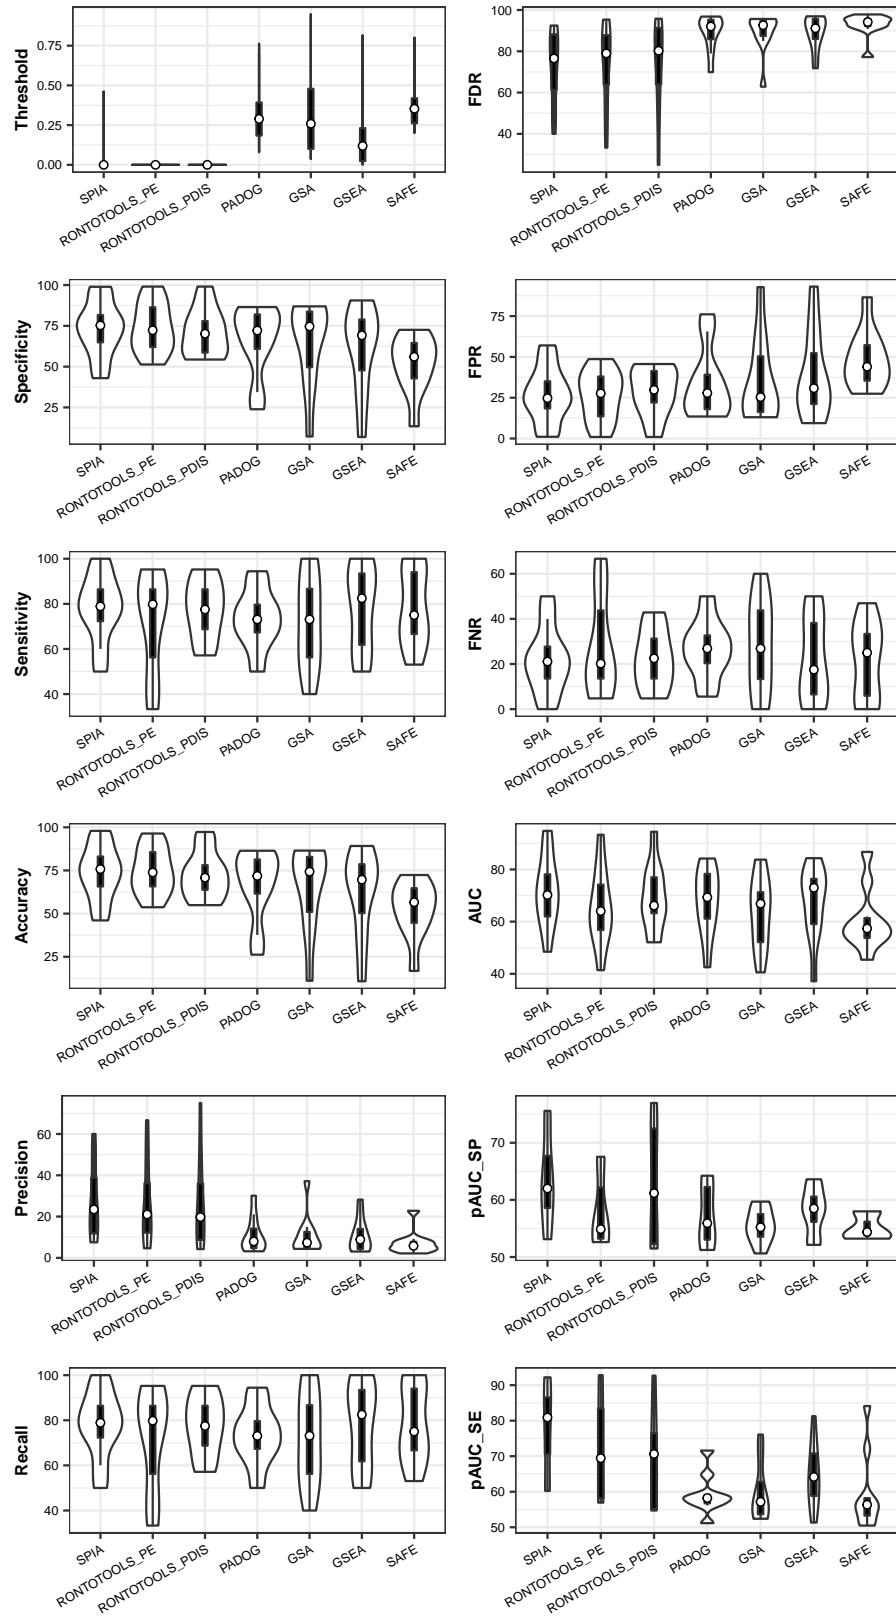 Threshold
0.75
0.50
0.25
0.00
SPIA
RONTOTOOLS_PE
RONTOTOOLS_PDIS
PADOG
GSA
GSEA
SAFE
FDR
100
80
60
40
SPIA
RONTOTOOLS_PE
RONTOTOOLS_PDIS
PADOG
GSA
GSEA
SAFE
Specificity
100
75
50
25
SPIA
RONTOTOOLS_PE
RONTOTOOLS_PDIS
PADOG
GSA
GSEA
SAFE
FPR
75
50
25
0
SPIA
RONTOTOOLS_PE
RONTOTOOLS_PDIS
PADOG
GSA
GSEA
SAFE
Sensitivity
100
80
60
40
SPIA
RONTOTOOLS_PE
RONTOTOOLS_PDIS
PADOG
GSA
GSEA
SAFE
FNR
60
40
20
0
SPIA
RONTOTOOLS_PE
RONTOTOOLS_PDIS
PADOG
GSA
GSEA
SAFE
Accuracy
100
75
50
25
SPIA
RONTOTOOLS_PE
RONTOTOOLS_PDIS
PADOG
GSA
GSEA
SAFE
AUC
80
60
40
SPIA
RONTOTOOLS_PE
RONTOTOOLS_PDIS
PADOG
GSA
GSEA
SAFE
Precision
60
40
20
0
SPIA
RONTOTOOLS_PE
RONTOTOOLS_PDIS
PADOG
GSA
GSEA
SAFE
pAUC_SP
70
60
50
SPIA
RONTOTOOLS_PE
RONTOTOOLS_PDIS
PADOG
GSA
GSEA
SAFE
Recall
100
80
60
40
SPIA
RONTOTOOLS_PE
RONTOTOOLS_PDIS
PADOG
GSA
GSEA
SAFE
pAUC_SE
90
80
70
60
50
SPIA
RONTOTOOLS_PE
RONTOTOOLS_PDIS
PADOG
GSA
GSEA
SAFE